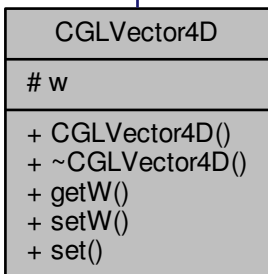 CGLVector4D
# w
+ CGLVector4D()
+ ~CGLVector4D()
+ getW()
+ setW()
+ set()